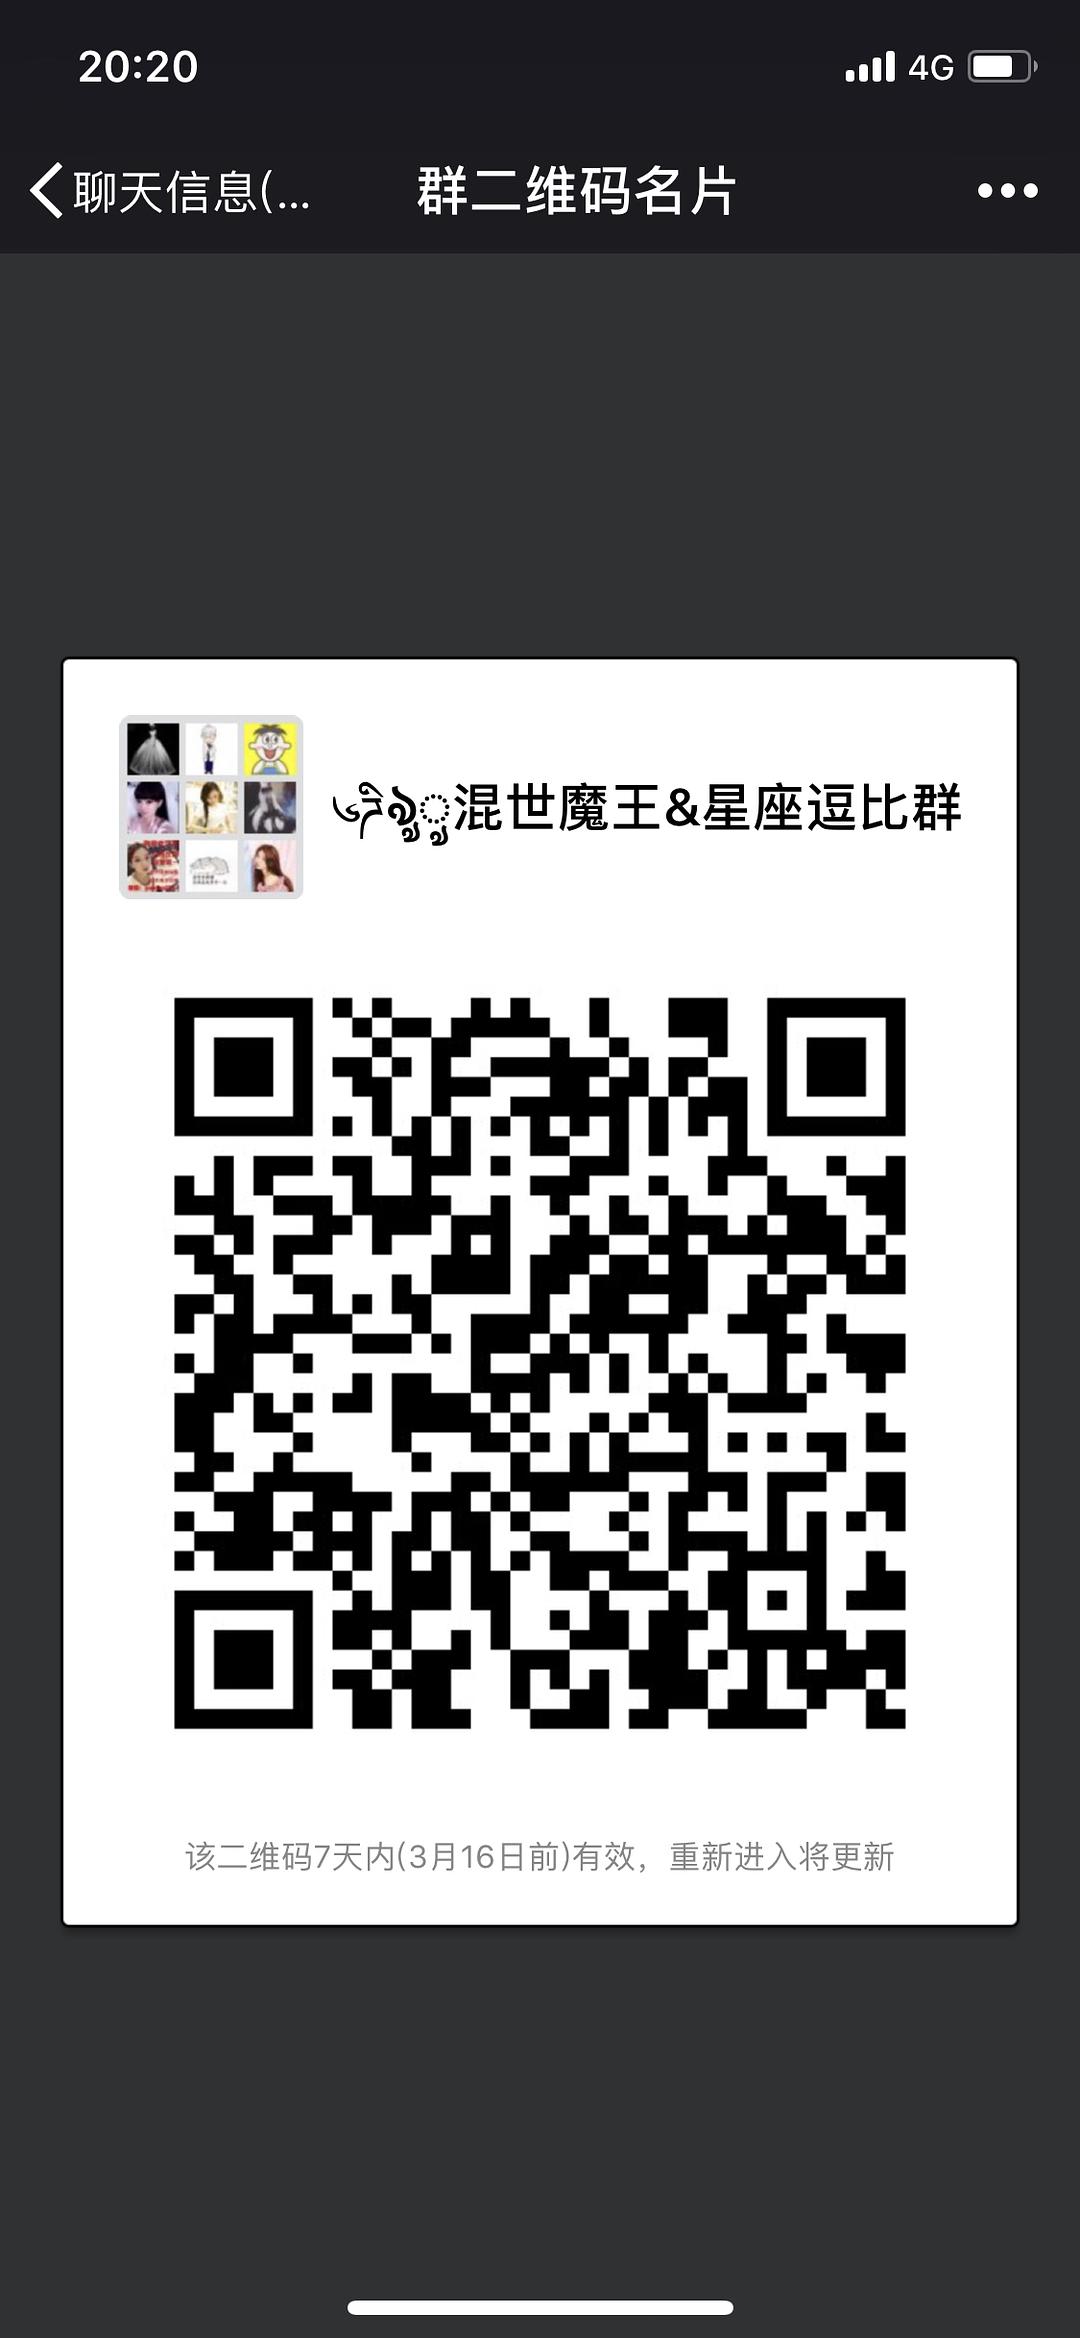 20:20
4G
聊天信息(...
群二维码名片
•••
混世魔王&星座逗比群
该二维码7天内(3月16日前)有效，重新进入将更新